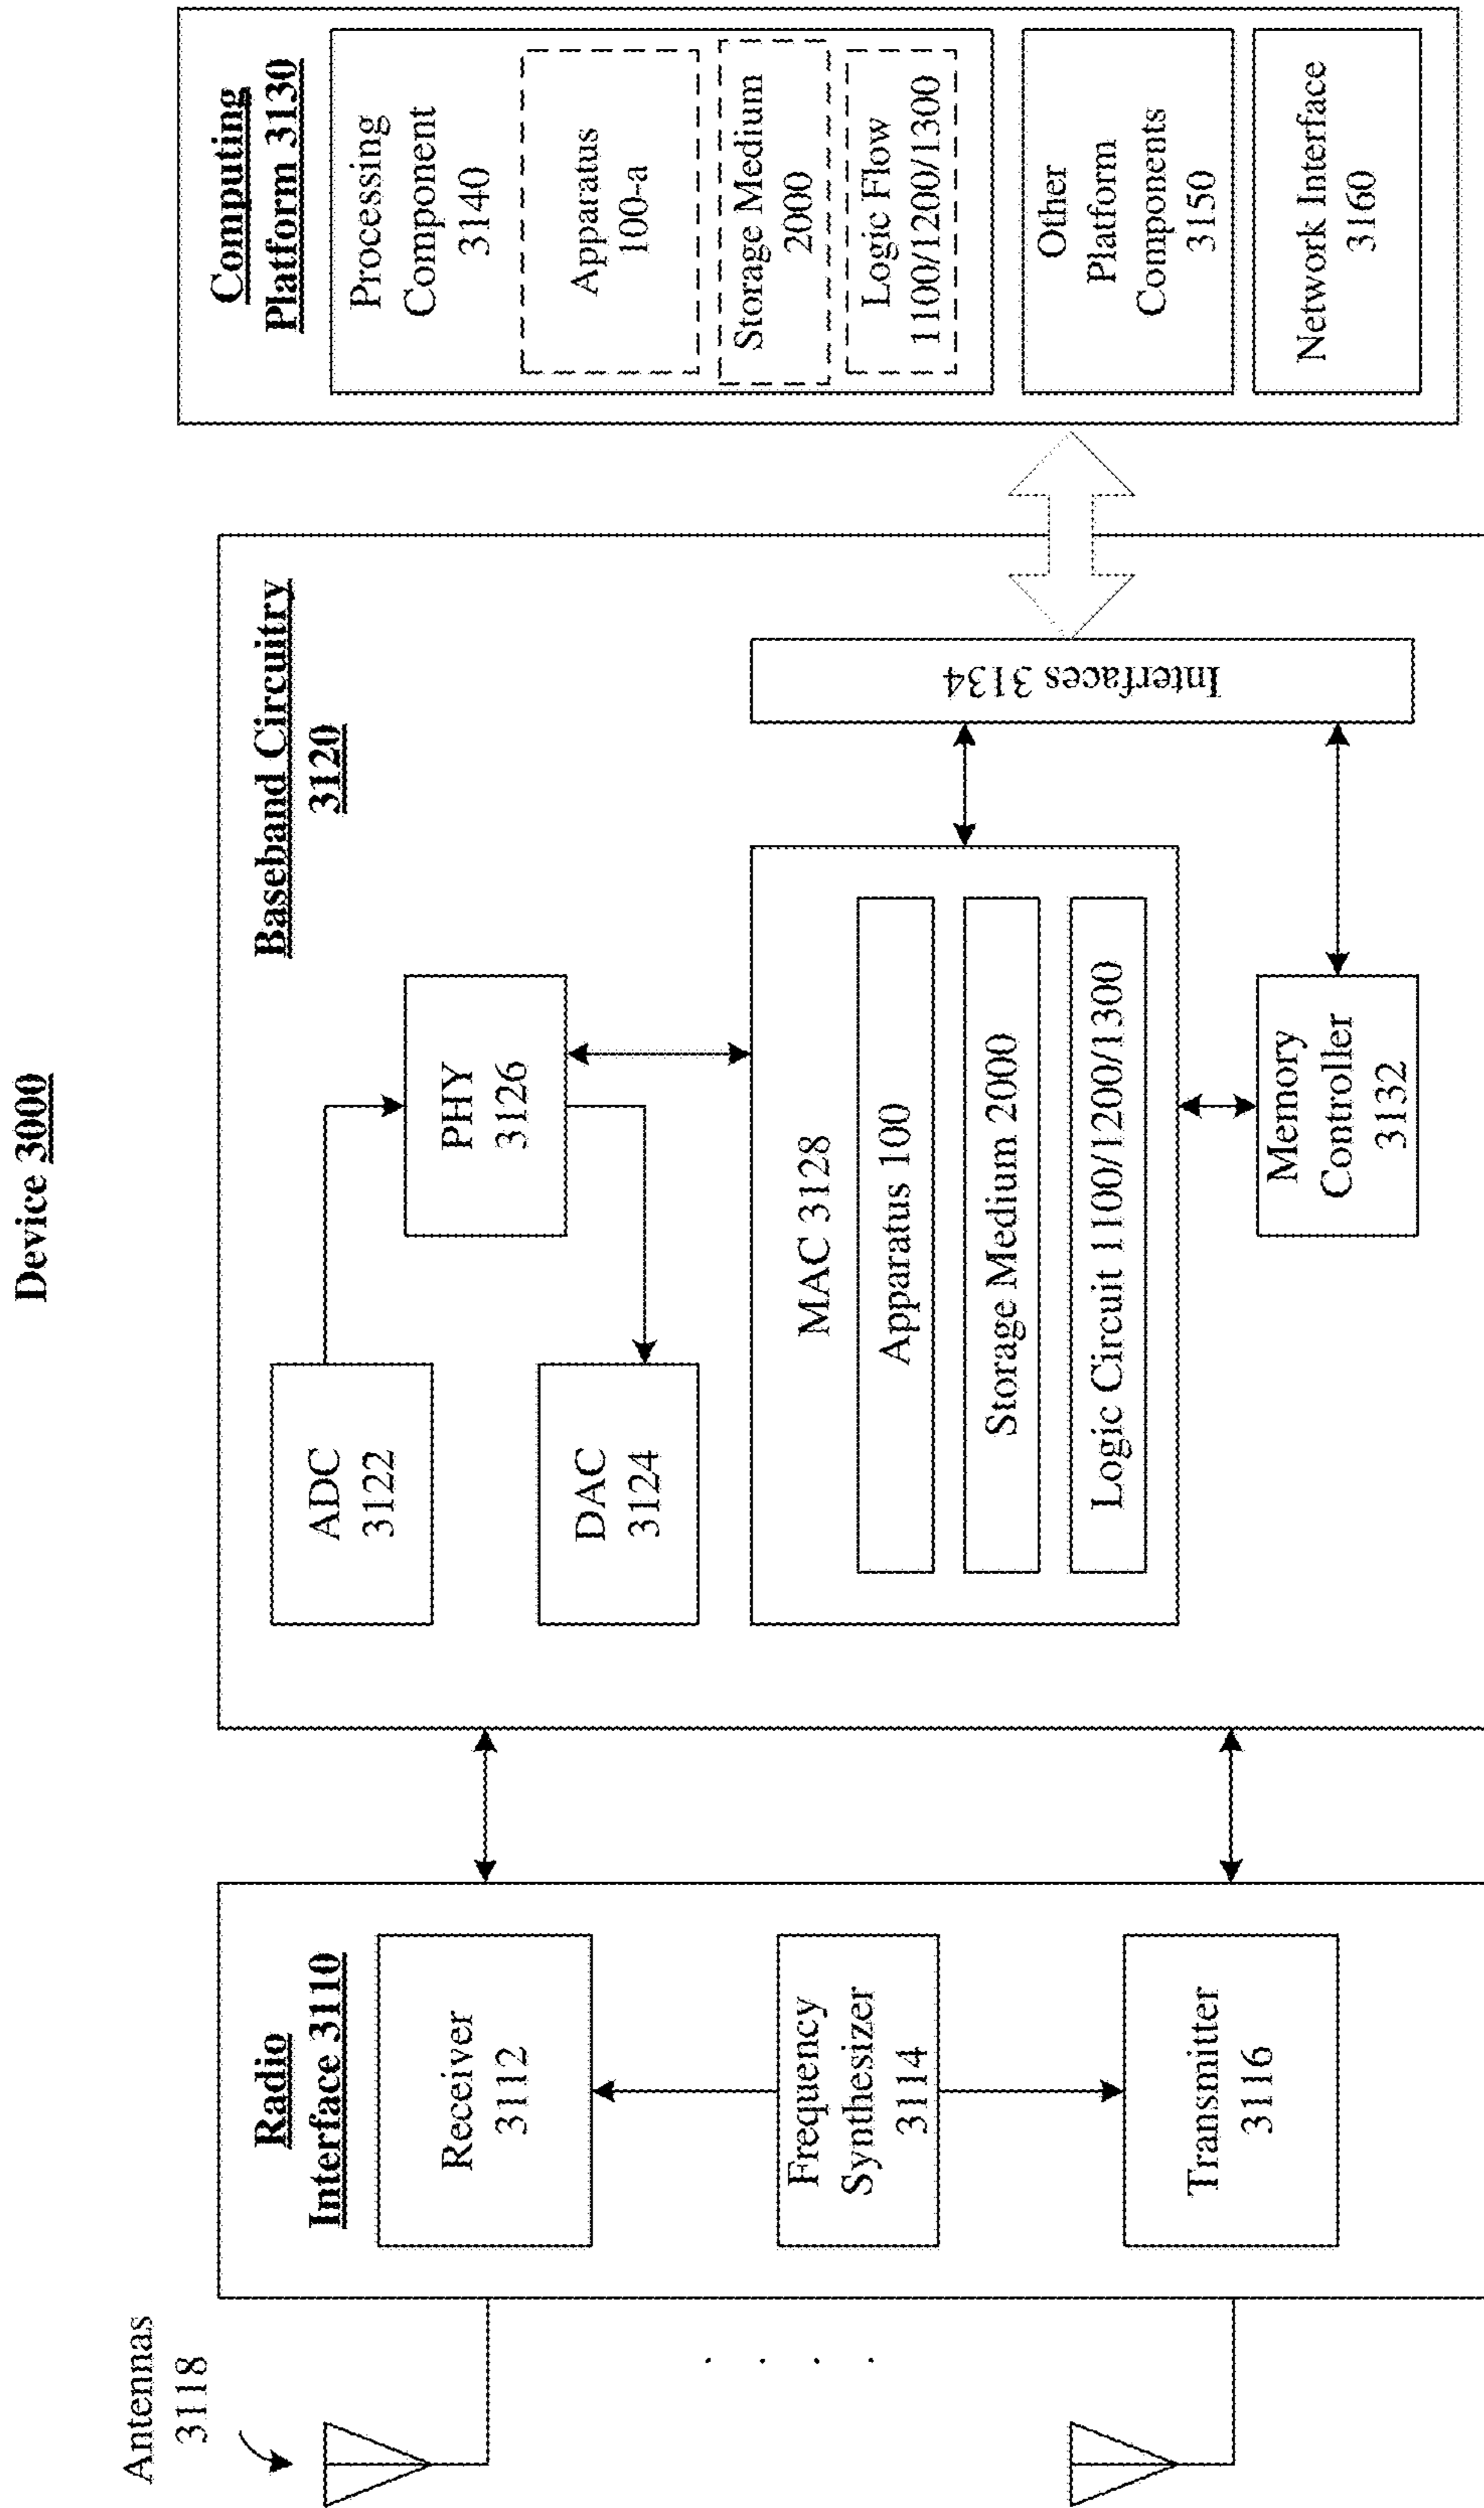 Device 3000
Antennas
3118
Radio
Interface 3110
Receiver
3112
Frequency
Synthesizer
3114
Transmitter
3116
Baseband Circuitry
3120
ADC
3122
PHY
3126
DAC
3124
MAC 3128
Apparatus 100
Storage Medium 2000
Logic Circuit 1100/1200/1300
Memory
Controller
3132
Interfaces 3134
Computing
Platform 3130
Processing
Component
3140
Apparatus
100-a
Storage Medium
2000
Logic Flow
1100/1200/1300
Other
Platform
Components
3150
Network Interface
3160